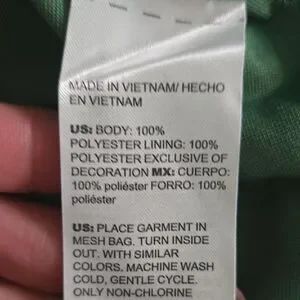 MADE IN VIETNAM/ HECHO
EN VIETNAM
US: BODY: 100%
POLYESTER LINING: 100%
POLYESTER EXCLUSIVE OF
DECORATION MX: CUERPO:
100% poliéster FORRO: 100%
poliéster
US: PLACE GARMENT IN
MESH BAG. TURN INSIDE
OUT. WITH SIMILAR
COLORS. MACHINE WASH
COLD, GENTLE CYCLE.
ONLY NON-CHLORINE